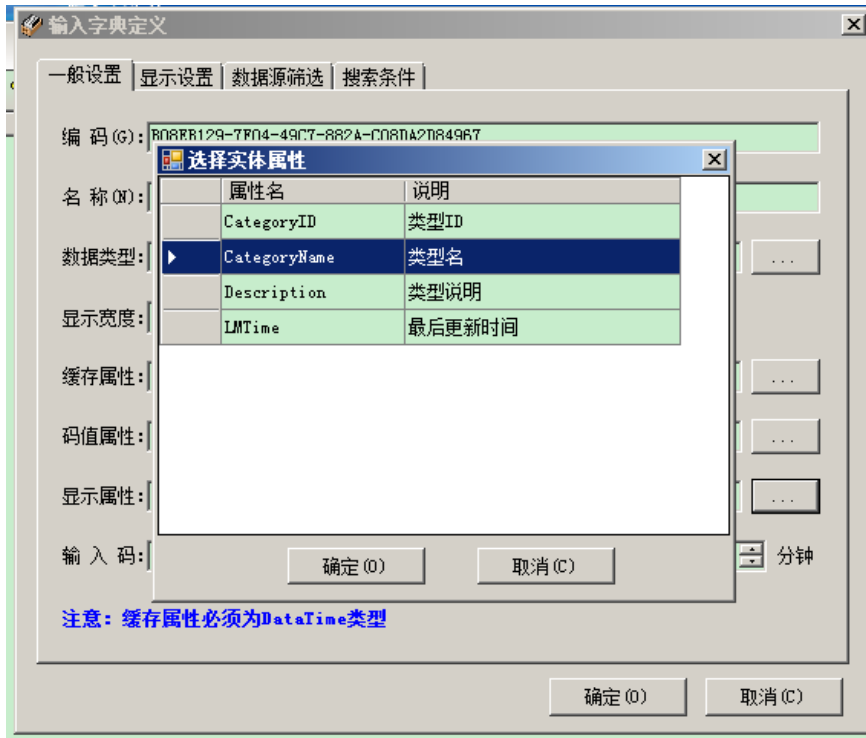 输入字典定义
一般设置 显示设置 数据源筛选 搜索条件
编 码(G):
选择实体属性
名 称(N):
属性名 说明
CategoryID 类型ID
数据类型: CategoryName 类型名 ...
Description 类型说明
显示宽度: LMTime 最后更新时间
缓存属性: ...
码值属性: ...
显示属性: ...
输 入 码: 分钟
确定(O) 取消(C)
注意: 缓存属性必须为DataTime类型
确定(O) 取消(C)